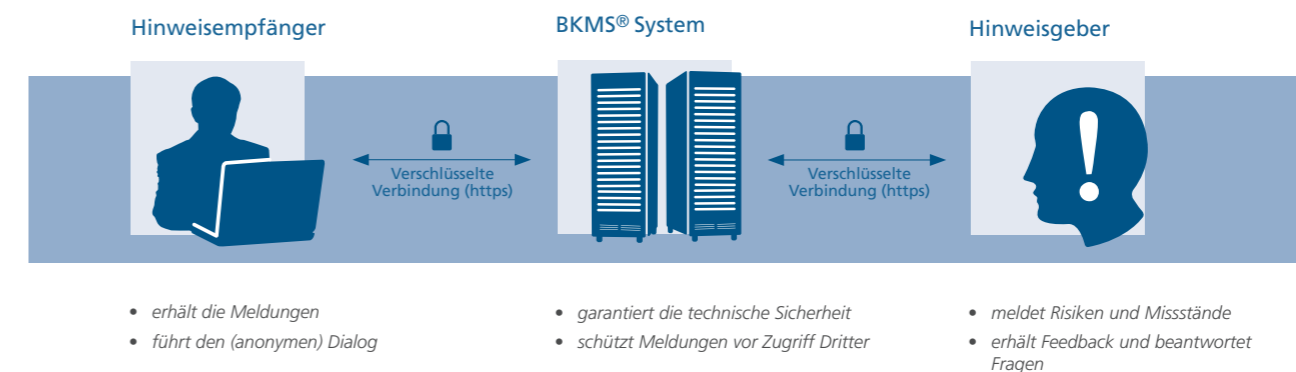 Hinweisempfänger
BKMS® System
Hinweisgeber
Verschlüsselte
Verbindung (https)
Verschlüsselte
Verbindung (https)
• erhält die Meldungen
• führt den (anonymen) Dialog
• garantiert die technische Sicherheit
• schützt Meldungen vor Zugriff Dritter
• meldet Risiken und Missstände
• erhält Feedback und beantwortet
Fragen